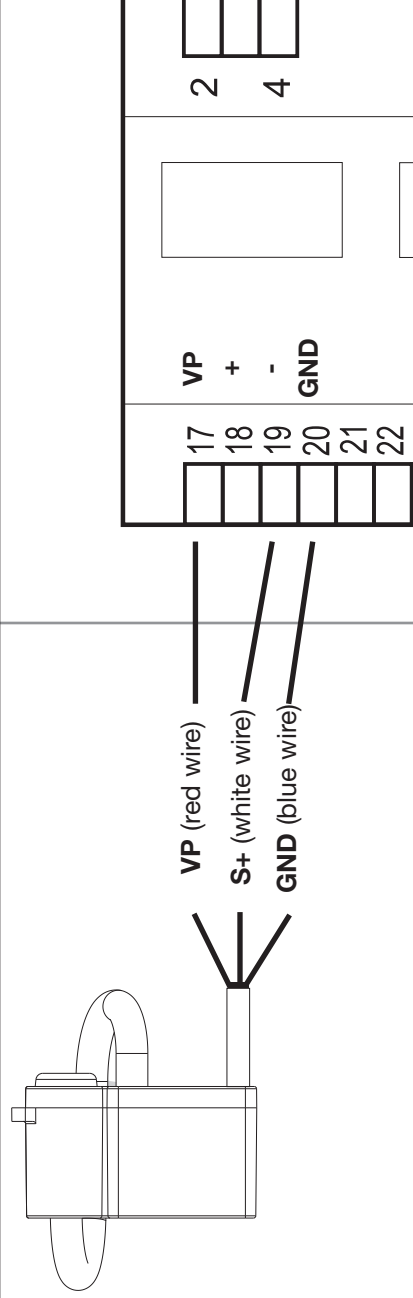 2
4
VP
+
-
GND
17
18
19
20
21
22
VP (red wire)
S+ (white wire)
GND (blue wire)